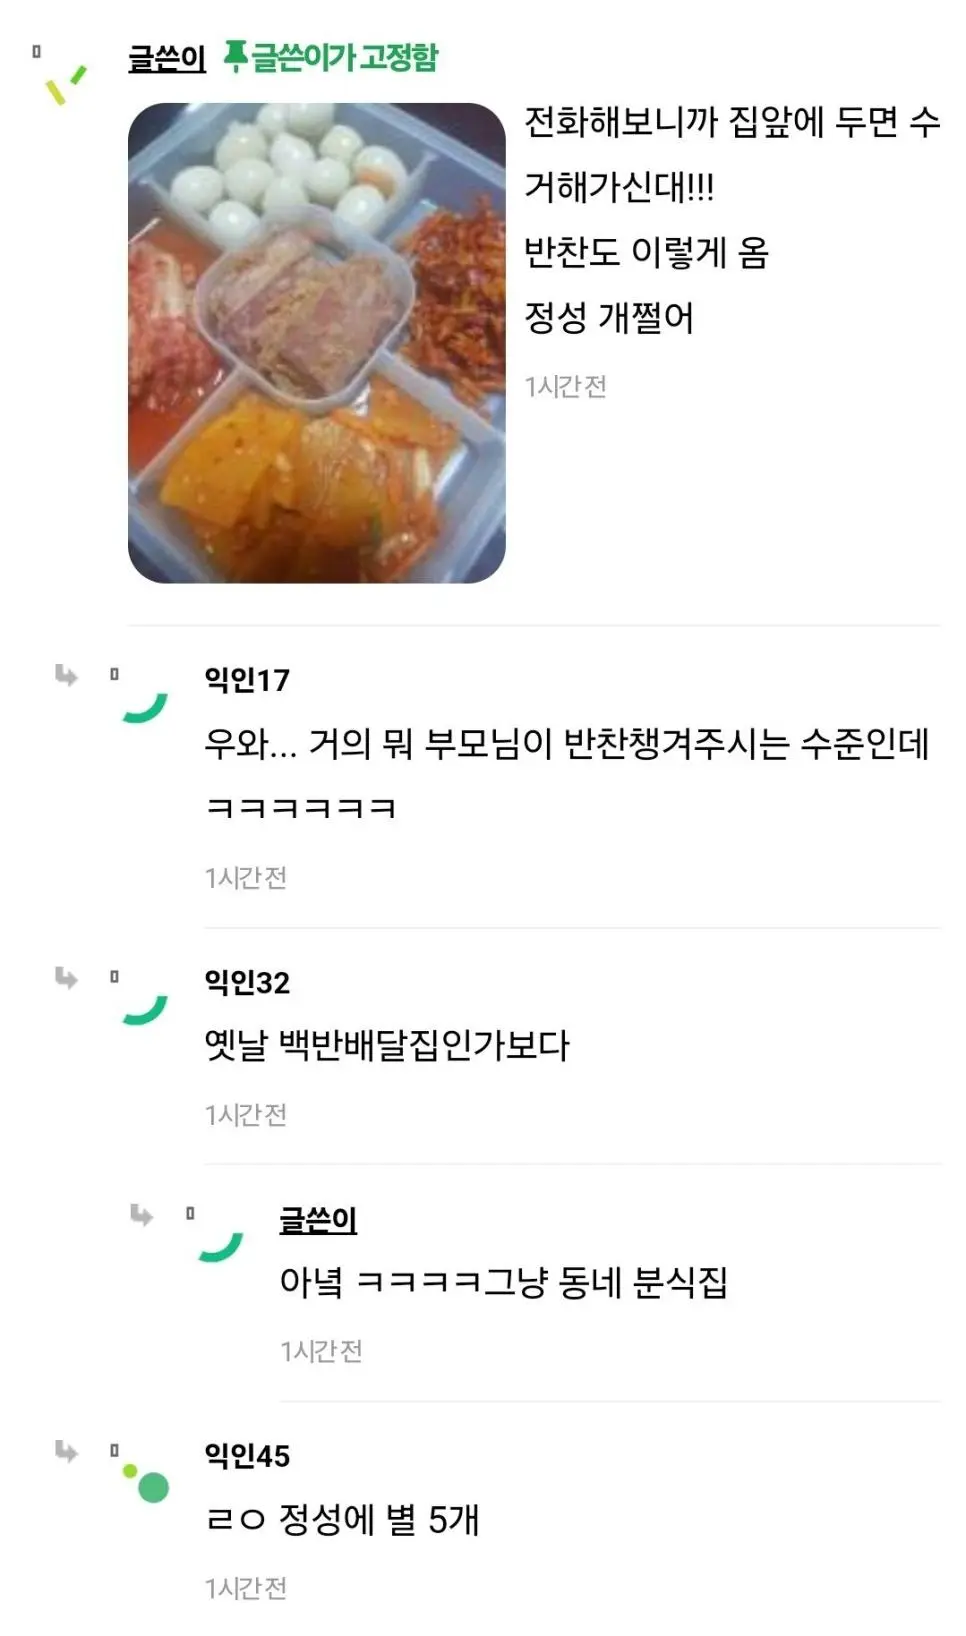 글쓴이 글쓴이가 고정함
전화해보니까 집앞에 두면 수
거해가신대!!!
반찬도 이렇게 옴
정성 개쩔어
1시간 전
익인17
우와... 거의 뭐 부모님이 반찬챙겨주시는 수준인데
ㅋㅋㅋㅋㅋㅋ
1시간 전
익인32
옛날 백반배달집인가보다
1시간 전
글쓴이
아녘 ㅋㅋㅋㅋ그냥 동네 분식집
1시간 전
익인45
ㄹㅇ 정성에 별 5개
1시간 전